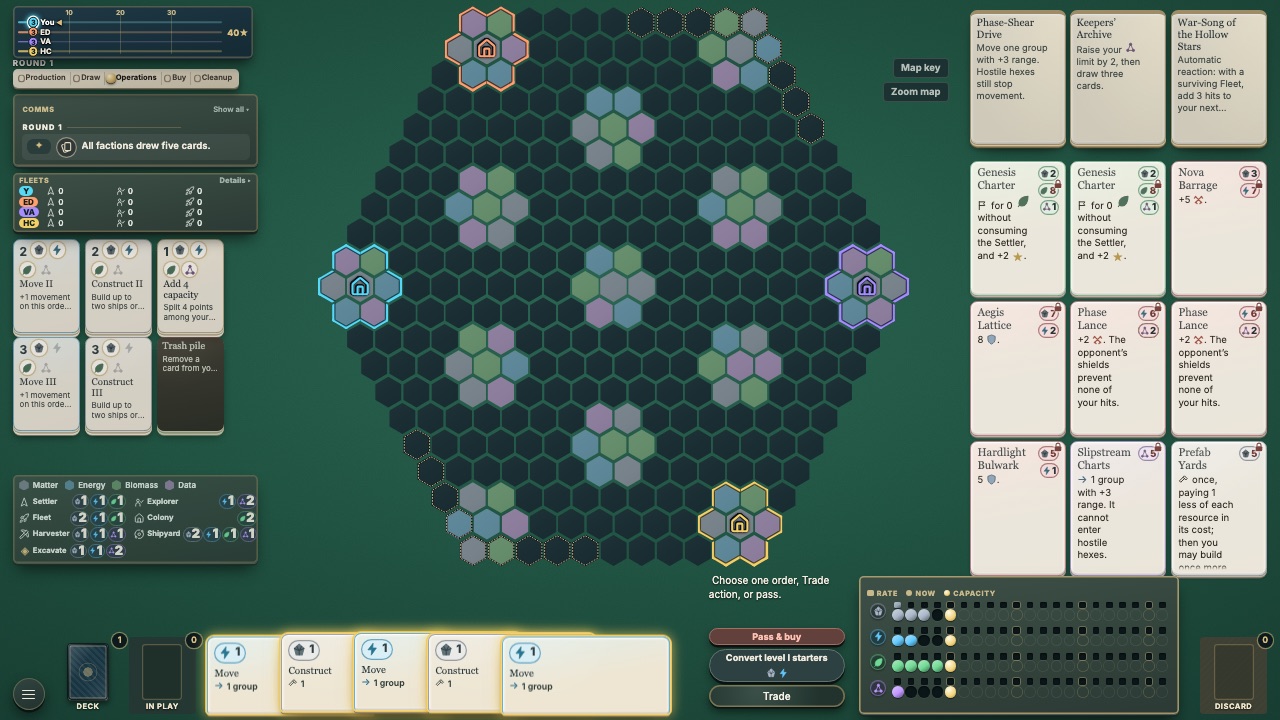 10 20 30
3 You
3 ED
3 VA
3 HC
40★
ROUND 1
Production Draw Operations Buy Cleanup
COMMS Show all
ROUND 1
All factions drew five cards.
FLEETS Details
Y 0 0 0
ED 0 0 0
VA 0 0 0
HC 0 0 0
2
Move II
+1 movement
on this orde...
2
Construct II
Build up to
two ships or...
1
Add 4
capacity
Split 4 points
among your...
3
Move III
+1 movement
on this orde...
3
Construct
III
Build up to
two ships or...
Trash pile
Remove a
card from yo...
Matter Energy Biomass Data
Settler 1 1 1 Explorer 1 2
Fleet 2 1 1 Colony 2
Harvester 1 1 1 Shipyard 2 1 1 1
Excavate 1 1 2
Map key
Zoom map
Phase-Shear
Drive
Move one group
with +3 range.
Hostile hexes
still stop
movement.
Keepers'
Archive
Raise your
limit by 2, then
draw three
cards.
War-Song of
the Hollow
Stars
Automatic
reaction: with a
surviving Fleet,
add 3 hits to
your next...
Genesis
Charter
2
8
1
for 0
without
consuming
the Settler,
and +2 ★.
Genesis
Charter
2
8
1
for 0
without
consuming
the Settler,
and +2 ★.
Nova
Barrage
3
7
+5
Aegis
Lattice
7
2
8
Phase
Lance
6
2
+2 . The
opponent's
shields
prevent
none of
your hits.
Phase
Lance
6
2
+2 . The
opponent's
shields
prevent
none of
your hits.
Hardlight
Bulwark
5
1
5
Slipstream
Charts
5
→ 1 group
with +3
range. It
cannot
enter
hostile
hexes.
Prefab
Yards
5
once,
paying 1
less of each
resource in
its cost;
then you
may build
once more
Choose one order, Trade
action, or pass.
Pass & buy
Convert level I starters
Trade
RATE NOW CAPACITY
1
DECK
0
IN PLAY
1
Move
→ 1 group
1
Construct
1
1
Move
→ 1 group
1
Construct
1
1
Move
→ 1 group
0
DISCARD